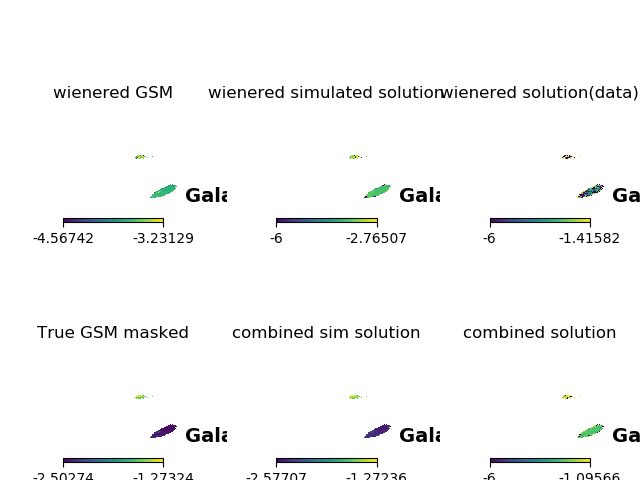 wienered GSM
wienered simulated solution
wienered solution(data)
Gala
Gala
Ga
-4.56742 -3.23129
-6 -2.76507
-6 -1.41582
True GSM masked
combined sim solution
combined solution
Gala
Gala
Ga
-2.50274 -1.27324
-2.57707 -1.27236
-6 -1.09566